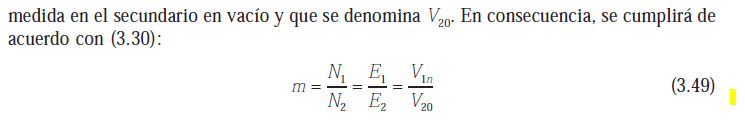 medida en el secundario en vacío y que se denomina V₂₀. En consecuencia, se cumplirá de
acuerdo con (3.30):
m = N₁/N₂ = E₁/E₂ = V₁ₙ/V₂₀ (3.49)